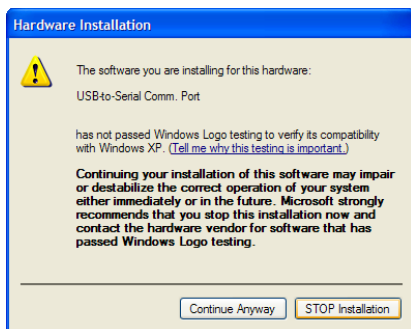 Hardware Installation
The software you are installing for this hardware:
USB-to-Serial Comm. Port
has not passed Windows Logo testing to verify its compatibility
with Windows XP. (Tell me why this testing is important.)
Continuing your installation of this software may impair
or destabilize the correct operation of your system
either immediately or in the future. Microsoft strongly
recommends that you stop this installation now and
contact the hardware vendor for software that has
passed Windows Logo testing.
Continue Anyway STOP Installation